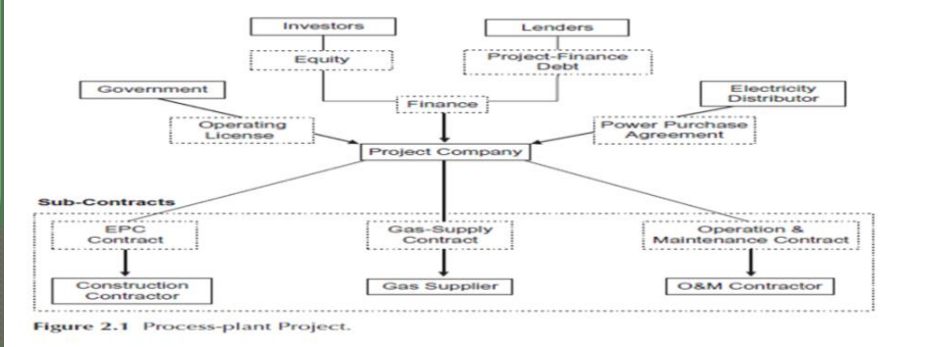 Investors
Lenders
Equity
Project-Finance
Debt
Government
Electricity
Distributor
Finance
Operating
License
Power Purchase
Agreement
Project Company
Sub-Contracts
EPC
Contract
Gas-Supply
Contract
Operation &
Maintenance Contract
Construction
Contractor
Gas Supplier
O&M Contractor
Figure 2.1 Process-plant Project.